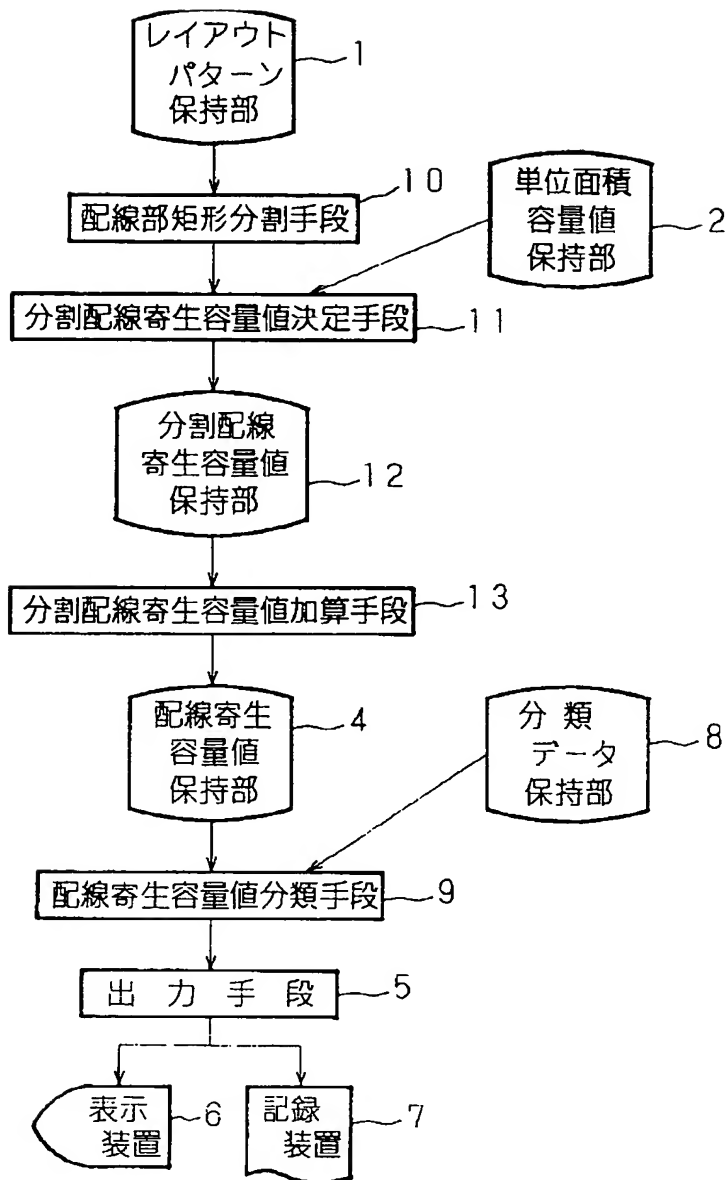 レイアウト
パターン
保持部
1
10
配線部矩形分割手段
単位面積
容量値
保持部
2
分割配線寄生容量値決定手段
11
分割配線
寄生容量値
保持部
12
分割配線寄生容量値加算手段
13
配線寄生
容量値
保持部
4
分類
データ
保持部
8
配線寄生容量値分類手段
9
出力手段
5
表示
装置
6
記録
装置
7